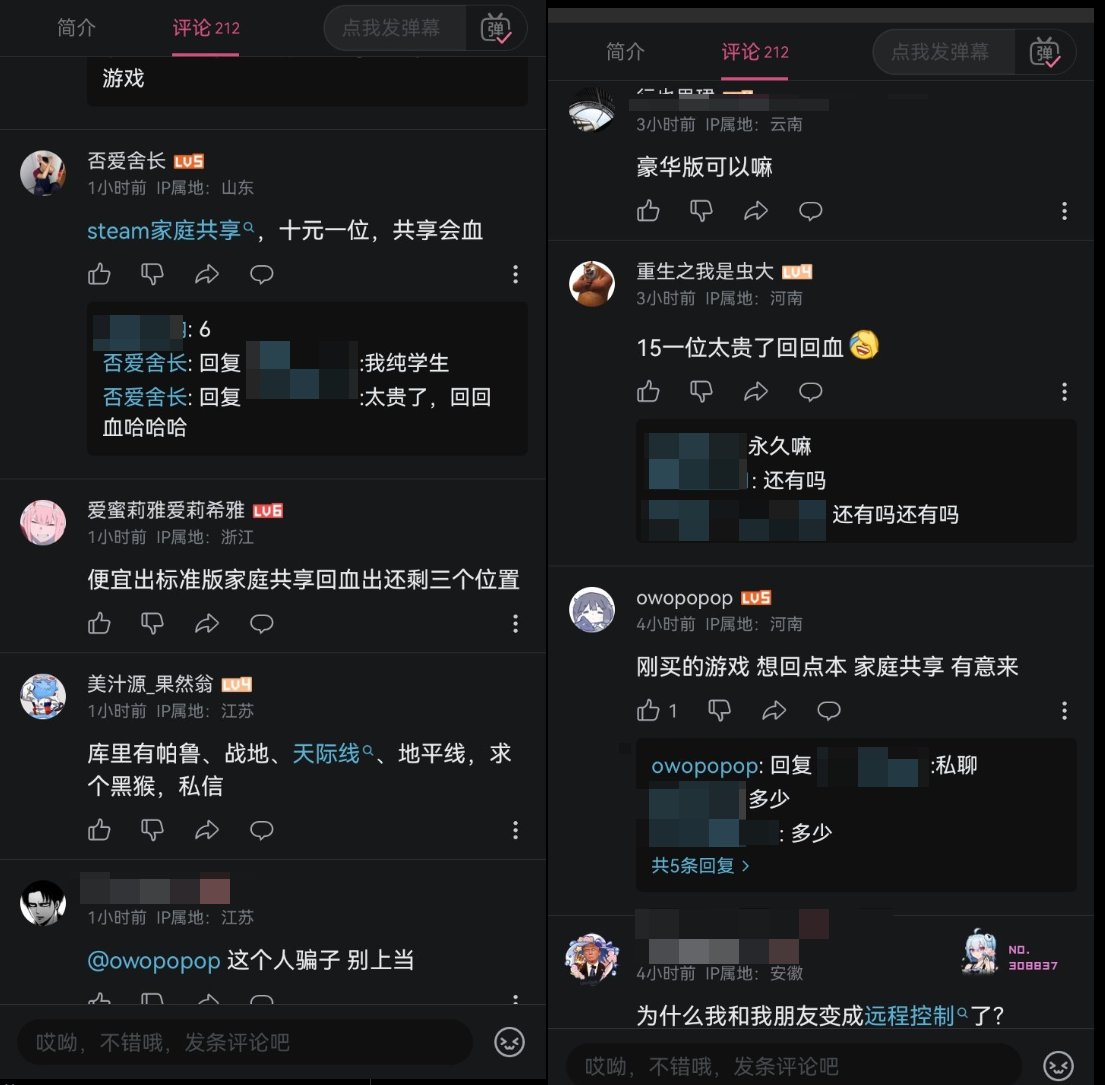 简介
评论 212
点我发弹幕
弹
游戏
否爱舍长 LV5
1小时前 IP属地：山东
steam家庭共享，十元一位，共享会血
: 6
否爱舍长: 回复 :我纯学生
否爱舍长: 回复 :太贵了，回回
血哈哈哈
爱蜜莉雅爱莉希雅 LV6
1小时前 IP属地：浙江
便宜出标准版家庭共享回血出还剩三个位置
美汁源_果然翁 LV4
1小时前 IP属地：江苏
库里有帕鲁、战地、天际线、地平线，求
个黑猴，私信
1小时前 IP属地：江苏
@owopopop 这个人骗子 别上当
哎呦，不错哦，发条评论吧
简介
评论 212
点我发弹幕
弹
3小时前 IP属地：云南
豪华版可以嘛
重生之我是虫大 LV4
3小时前 IP属地：河南
15一位太贵了回回血
永久嘛
: 还有吗
还有吗还有吗
owopopop LV5
4小时前 IP属地：河南
刚买的游戏 想回点本 家庭共享 有意来
1
owopopop: 回复 :私聊
多少
: 多少
共5条回复
NO.
308837
4小时前 IP属地：安徽
为什么我和我朋友变成远程控制了？
哎呦，不错哦，发条评论吧